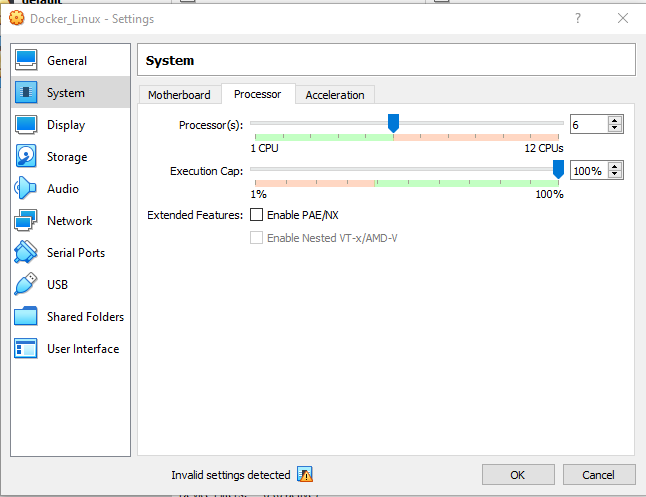 default
Docker_Linux - Settings
General
System
Display
Storage
Audio
Network
Serial Ports
USB
Shared Folders
User Interface
System
Motherboard Processor Acceleration
Processor(s): 6
1 CPU 12 CPUs
Execution Cap: 100%
1% 100%
Extended Features: Enable PAE/NX
Enable Nested VT-x/AMD-V
Invalid settings detected OK Cancel